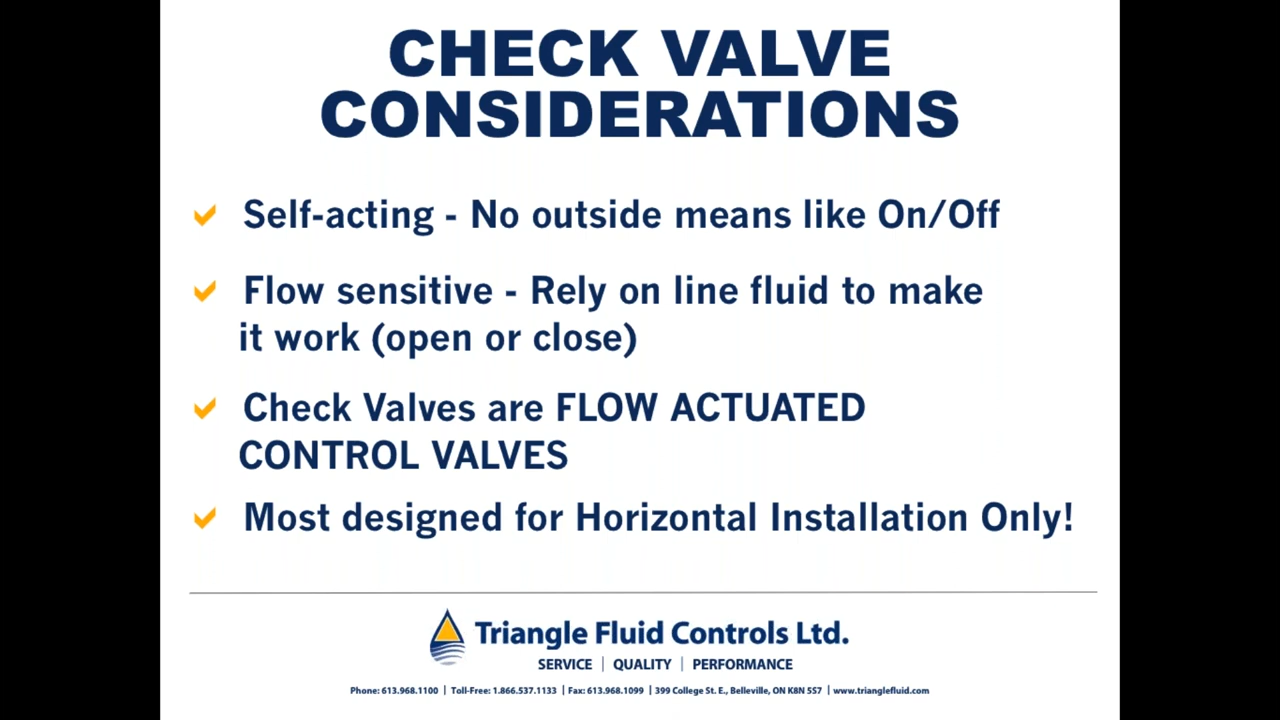 CHECK VALVE
CONSIDERATIONS
Self-acting - No outside means like On/Off
Flow sensitive - Rely on line fluid to make
it work (open or close)
Check Valves are FLOW ACTUATED
CONTROL VALVES
Most designed for Horizontal Installation Only!
Triangle Fluid Controls Ltd.
SERVICE | QUALITY | PERFORMANCE
Phone: 613.968.1100 | Toll-Free: 1.866.537.1133 | Fax: 613.968.1099 | 399 College St. E., Belleville, ON K8N 5S7 | www.trianglefluid.com